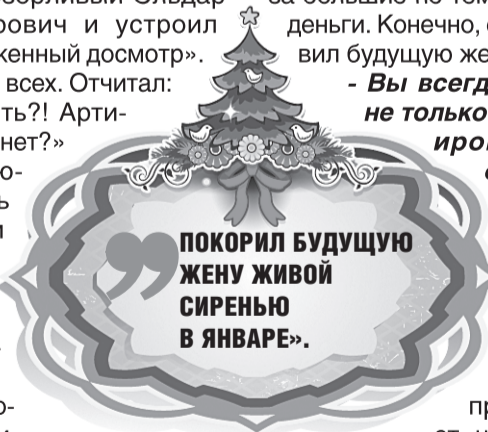 рович и устроил
женный досмотр».
всех. Отчитал:
ть?! Арти-
нет?»
деньги. Конечно,
вил будущую же
- Вы всегд
не только
иро
ПОКОРИЛ БУДУЩУЮ
ЖЕНУ ЖИВОЙ
СИРЕНЬЮ
В ЯНВАРЕ».